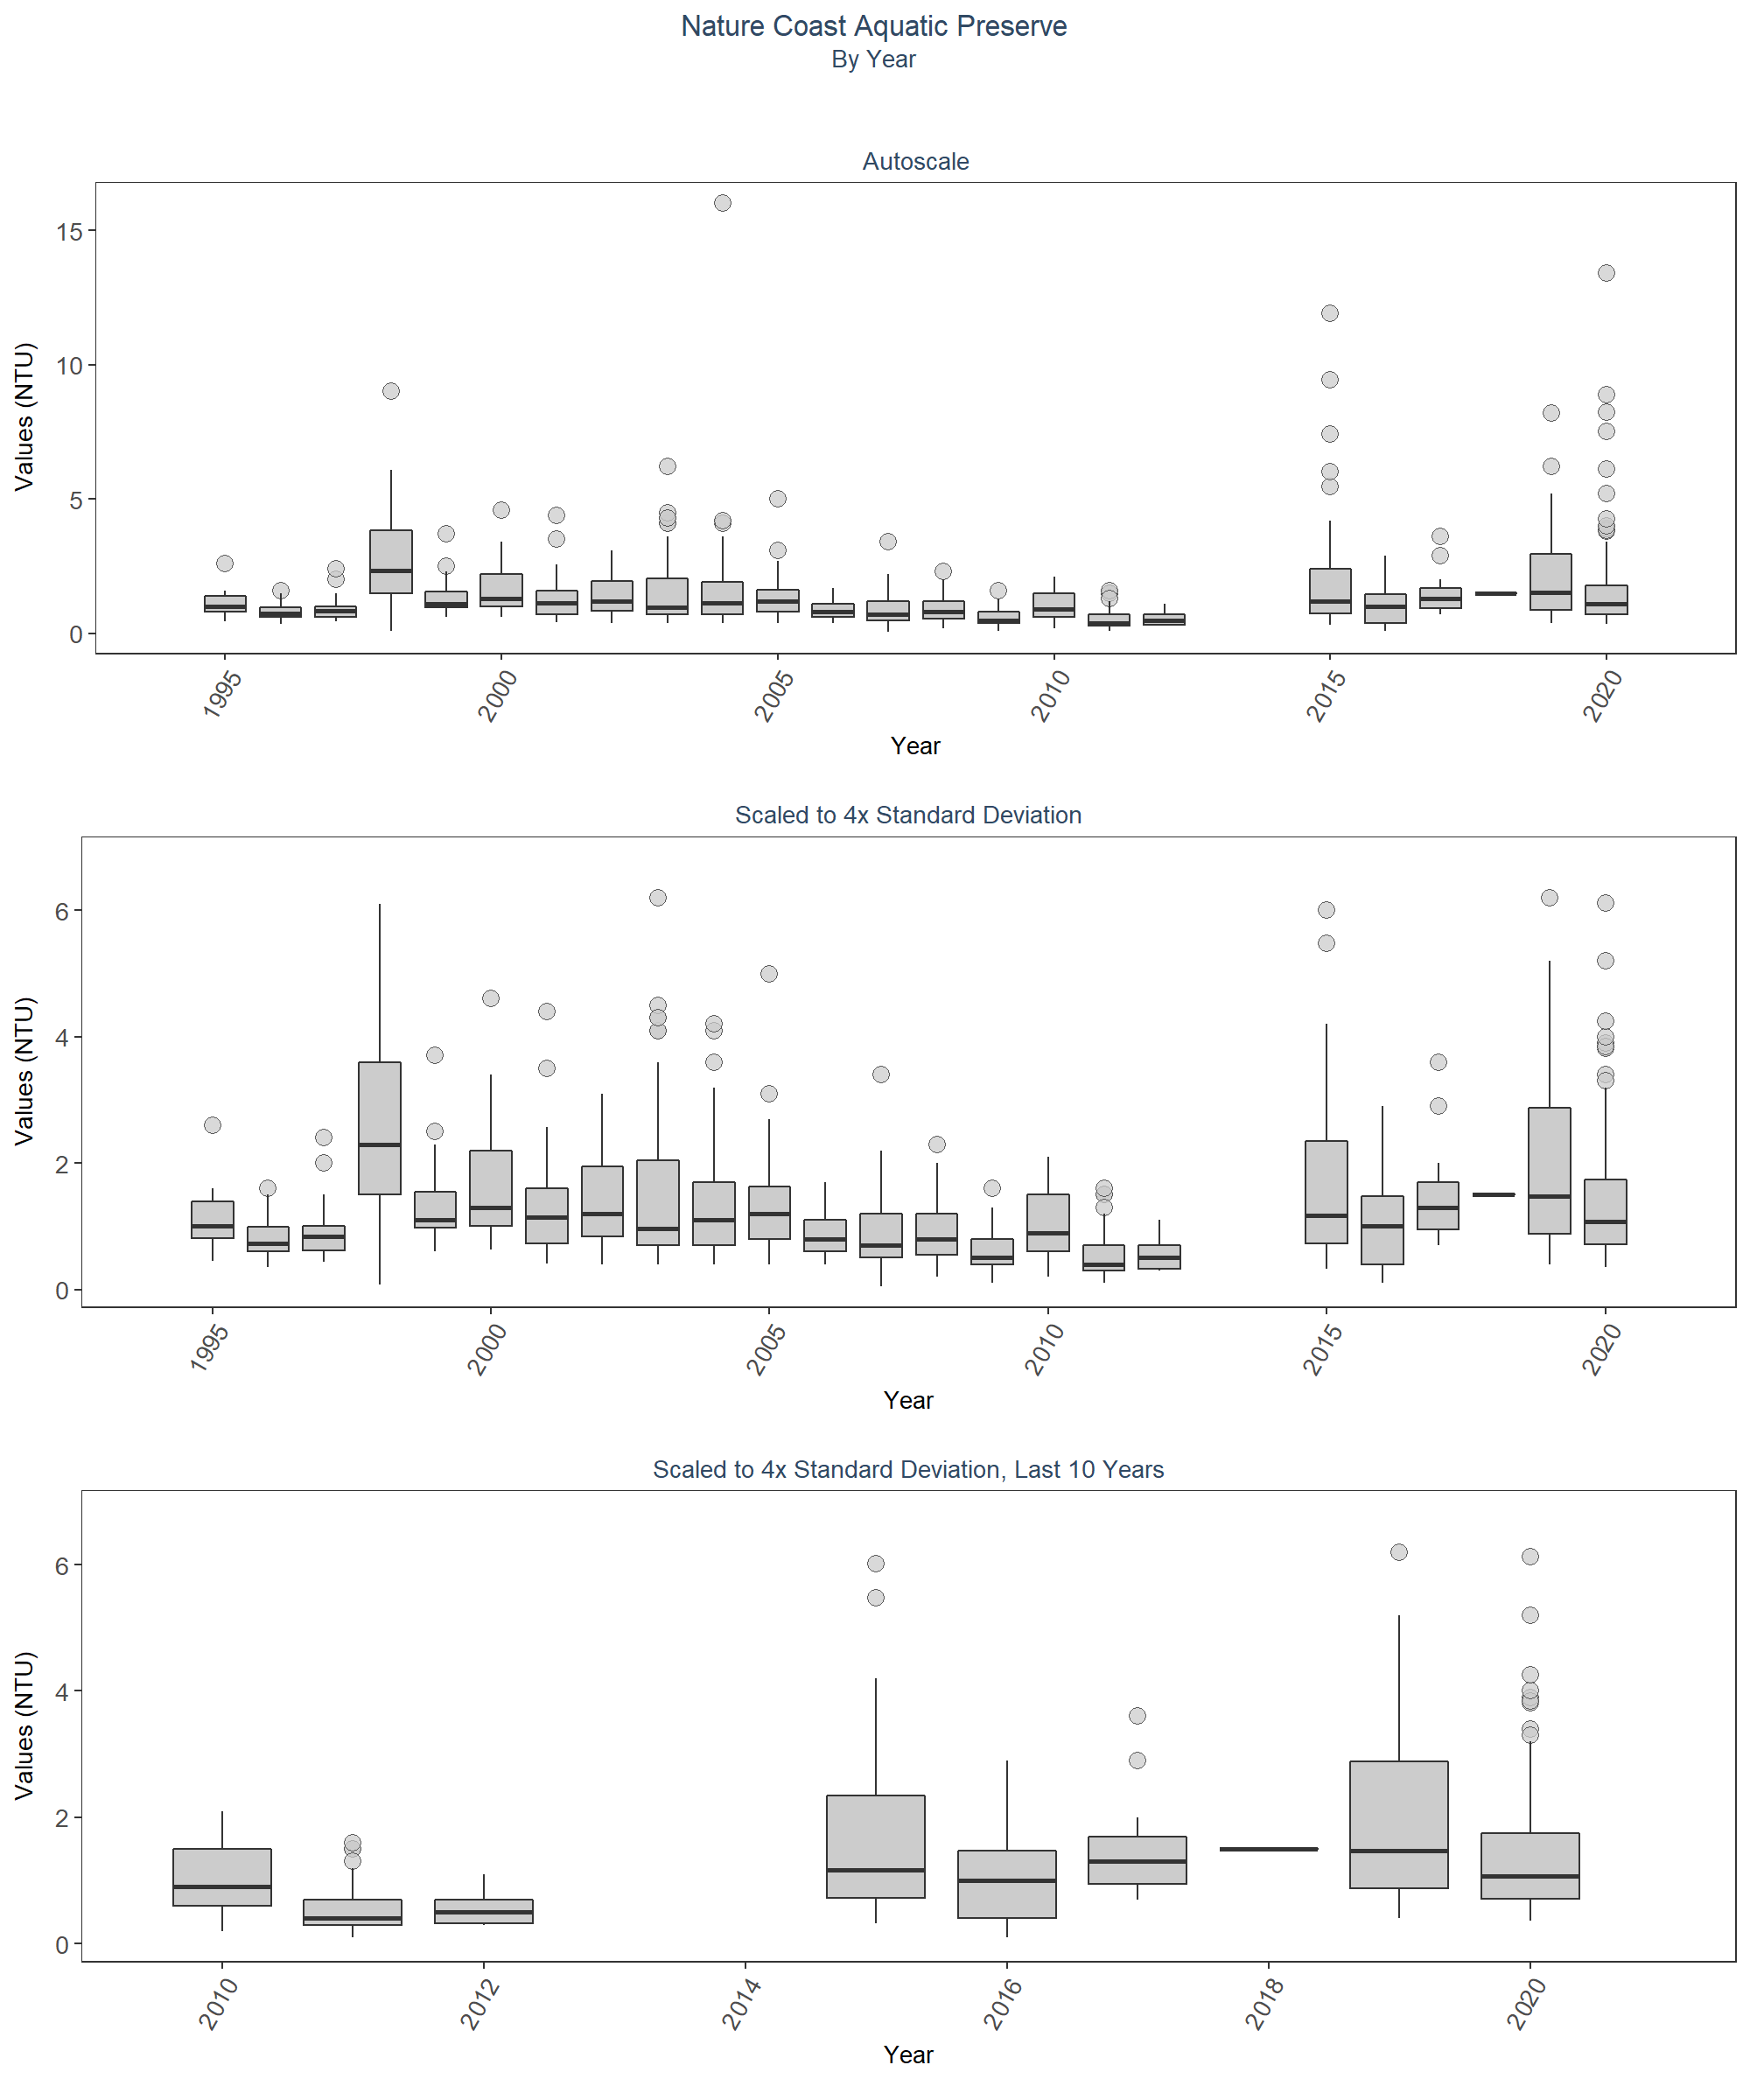 Nature Coast Aquatic Preserve
By Year
Autoscale
15
10
5
0
Values (NTU)
1995
2000
2005
2010
2015
2020
Year
Scaled to 4x Standard Deviation
6
4
2
0
Values (NTU)
1995
2000
2005
2010
2015
2020
Year
Scaled to 4x Standard Deviation, Last 10 Years
6
4
2
0
Values (NTU)
2010
2012
2014
2016
2018
2020
Year